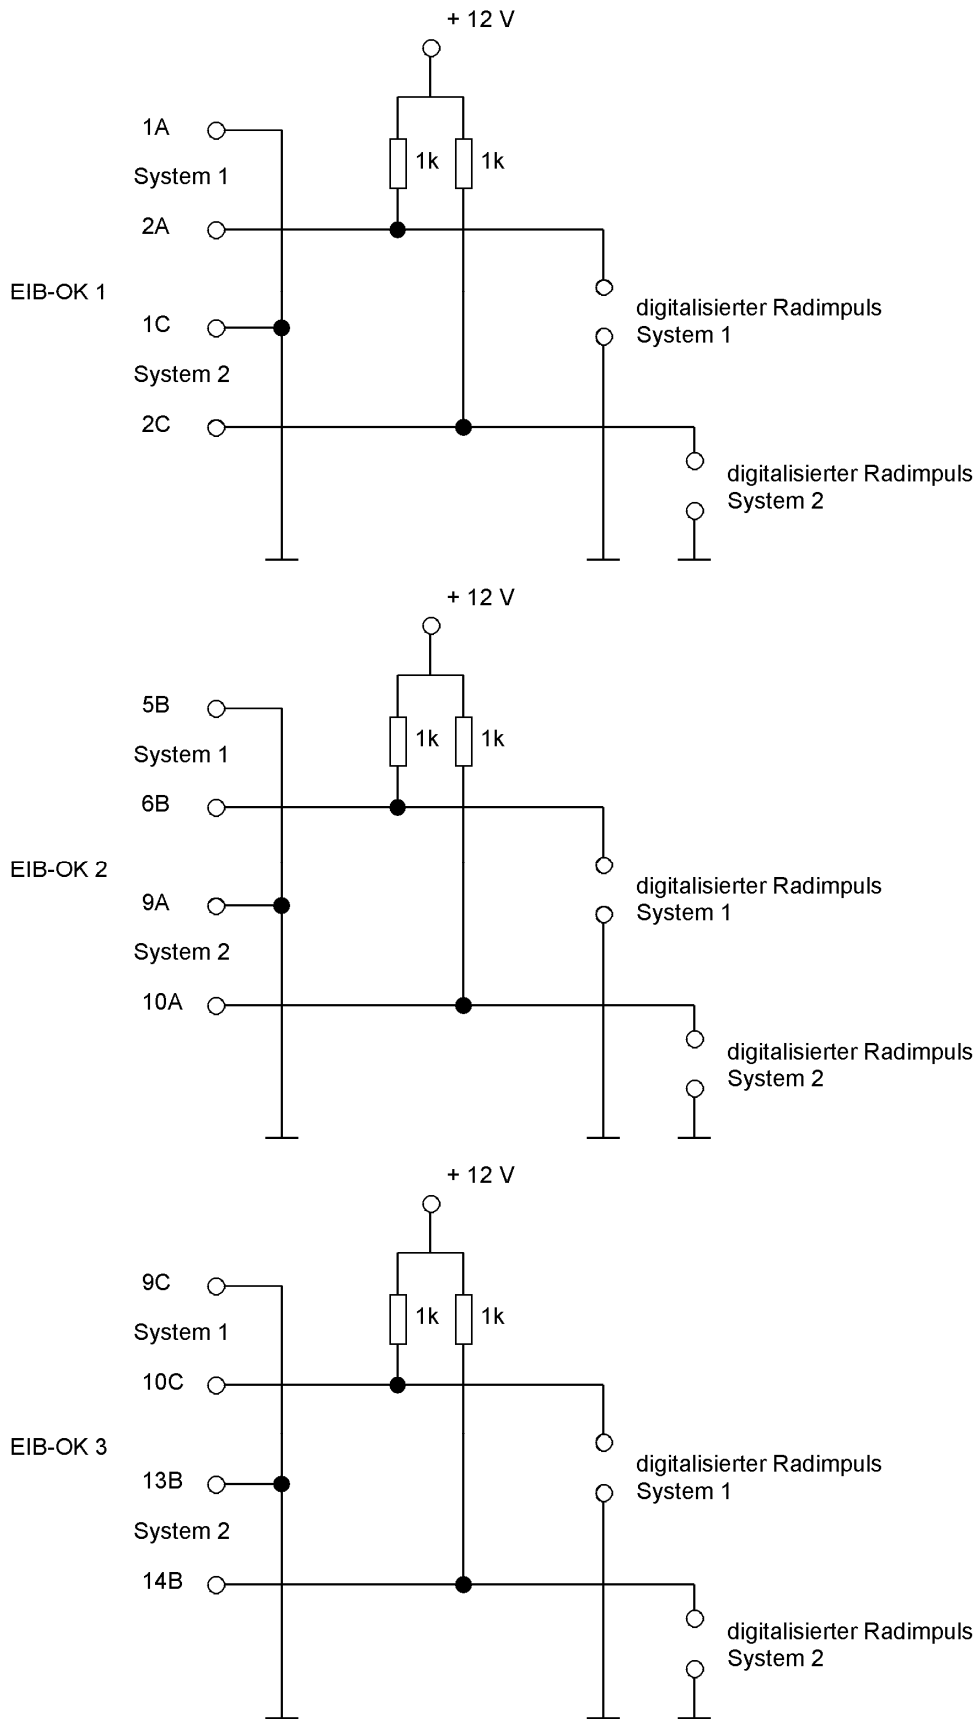 + 12 V
1A
1k
1k
System 1
2A
EIB-OK 1
digitalisierter Radimpuls
System 1
1C
System 2
2C
digitalisierter Radimpuls
System 2
+ 12 V
5B
1k
1k
System 1
6B
EIB-OK 2
digitalisierter Radimpuls
System 1
9A
System 2
10A
digitalisierter Radimpuls
System 2
+ 12 V
9C
1k
1k
System 1
10C
EIB-OK 3
digitalisierter Radimpuls
System 1
13B
System 2
14B
digitalisierter Radimpuls
System 2